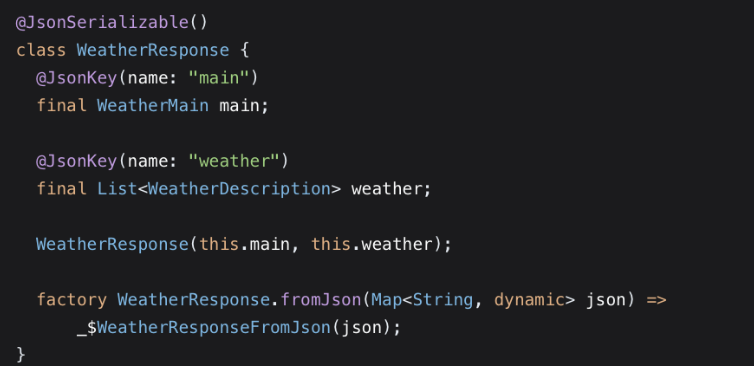 @JsonSerializable()
class WeatherResponse {
  @JsonKey(name: "main")
  final WeatherMain main;

  @JsonKey(name: "weather")
  final List<WeatherDescription> weather;

  WeatherResponse(this.main, this.weather);

  factory WeatherResponse.fromJson(Map<String, dynamic> json) =>
      _$WeatherResponseFromJson(json);
}